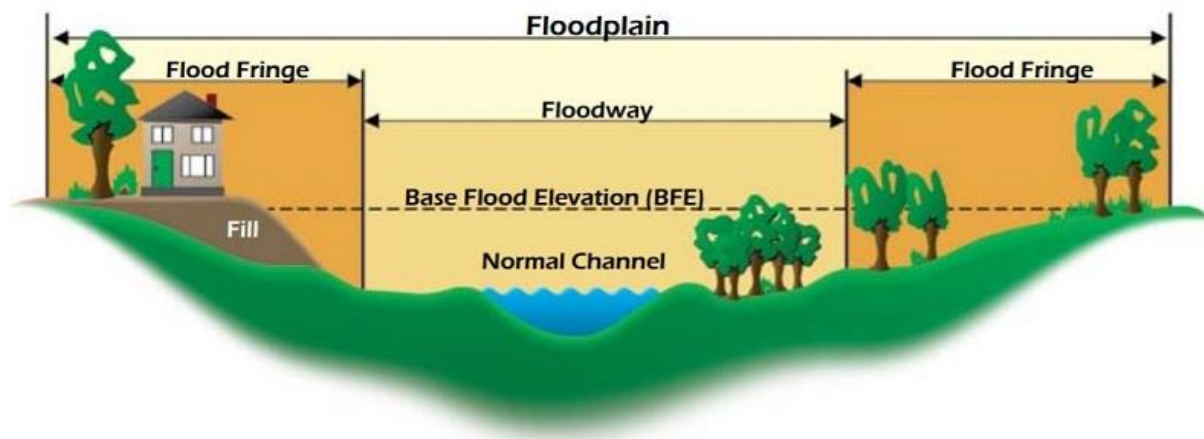 Floodplain
Flood Fringe
Flood Fringe
Floodway
Base Flood Elevation (BFE)
Fill
Normal Channel